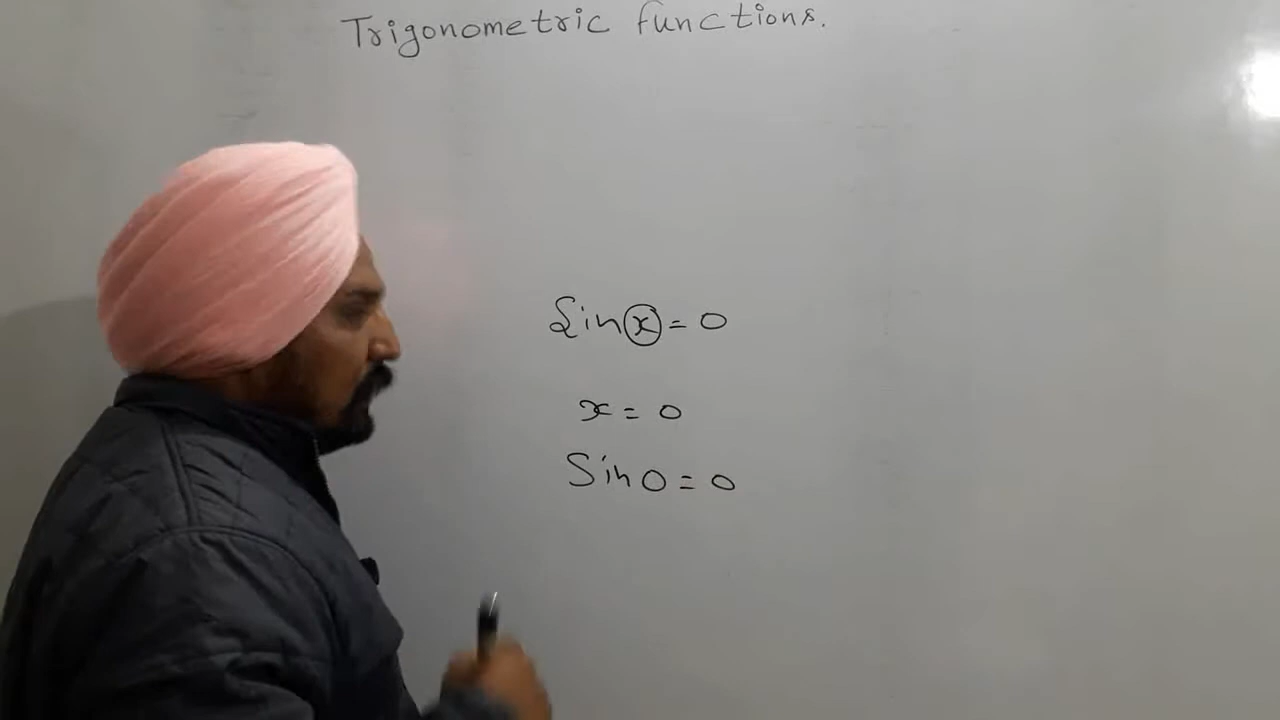 Trigonometric functions.
Sin x = 0
x = 0
Sin 0 = 0